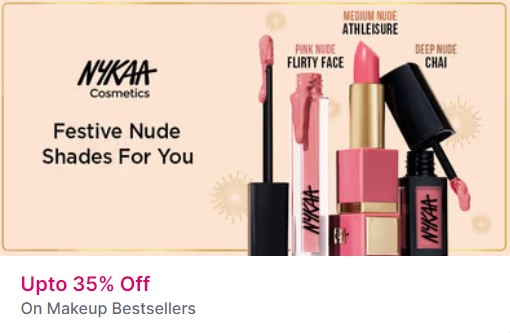 NYKAA
Cosmetics
Festive Nude
Shades For You
MEDIUM NUDE
ATHLEISURE
PINK NUDE
FLIRTY FACE
DEEP NUDE
CHAI
NYKAA
NYKAA
Upto 35% Off
On Makeup Bestsellers